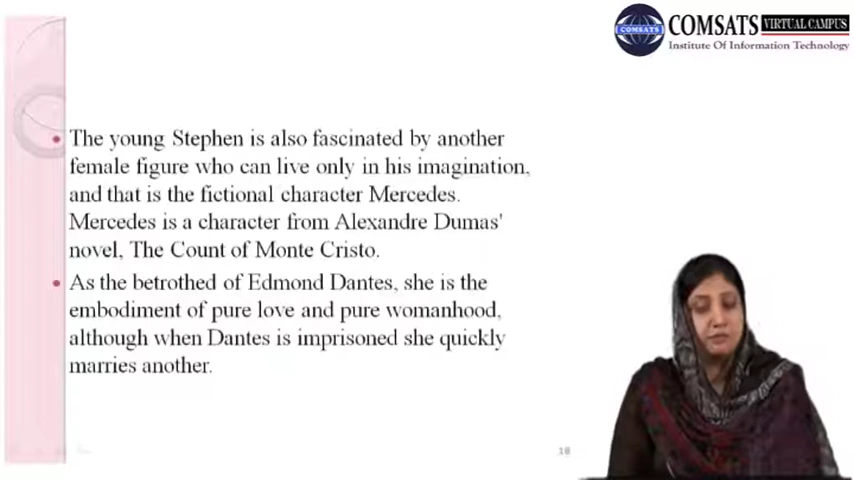 COMSATS VIRTUAL CAMPUS
COMSATS
Institute Of Information Technology
The young Stephen is also fascinated by another
female figure who can live only in his imagination,
and that is the fictional character Mercedes.
Mercedes is a character from Alexandre Dumas'
novel, The Count of Monte Cristo.
As the betrothed of Edmond Dantes, she is the
embodiment of pure love and pure womanhood,
although when Dantes is imprisoned she quickly
marries another.
18